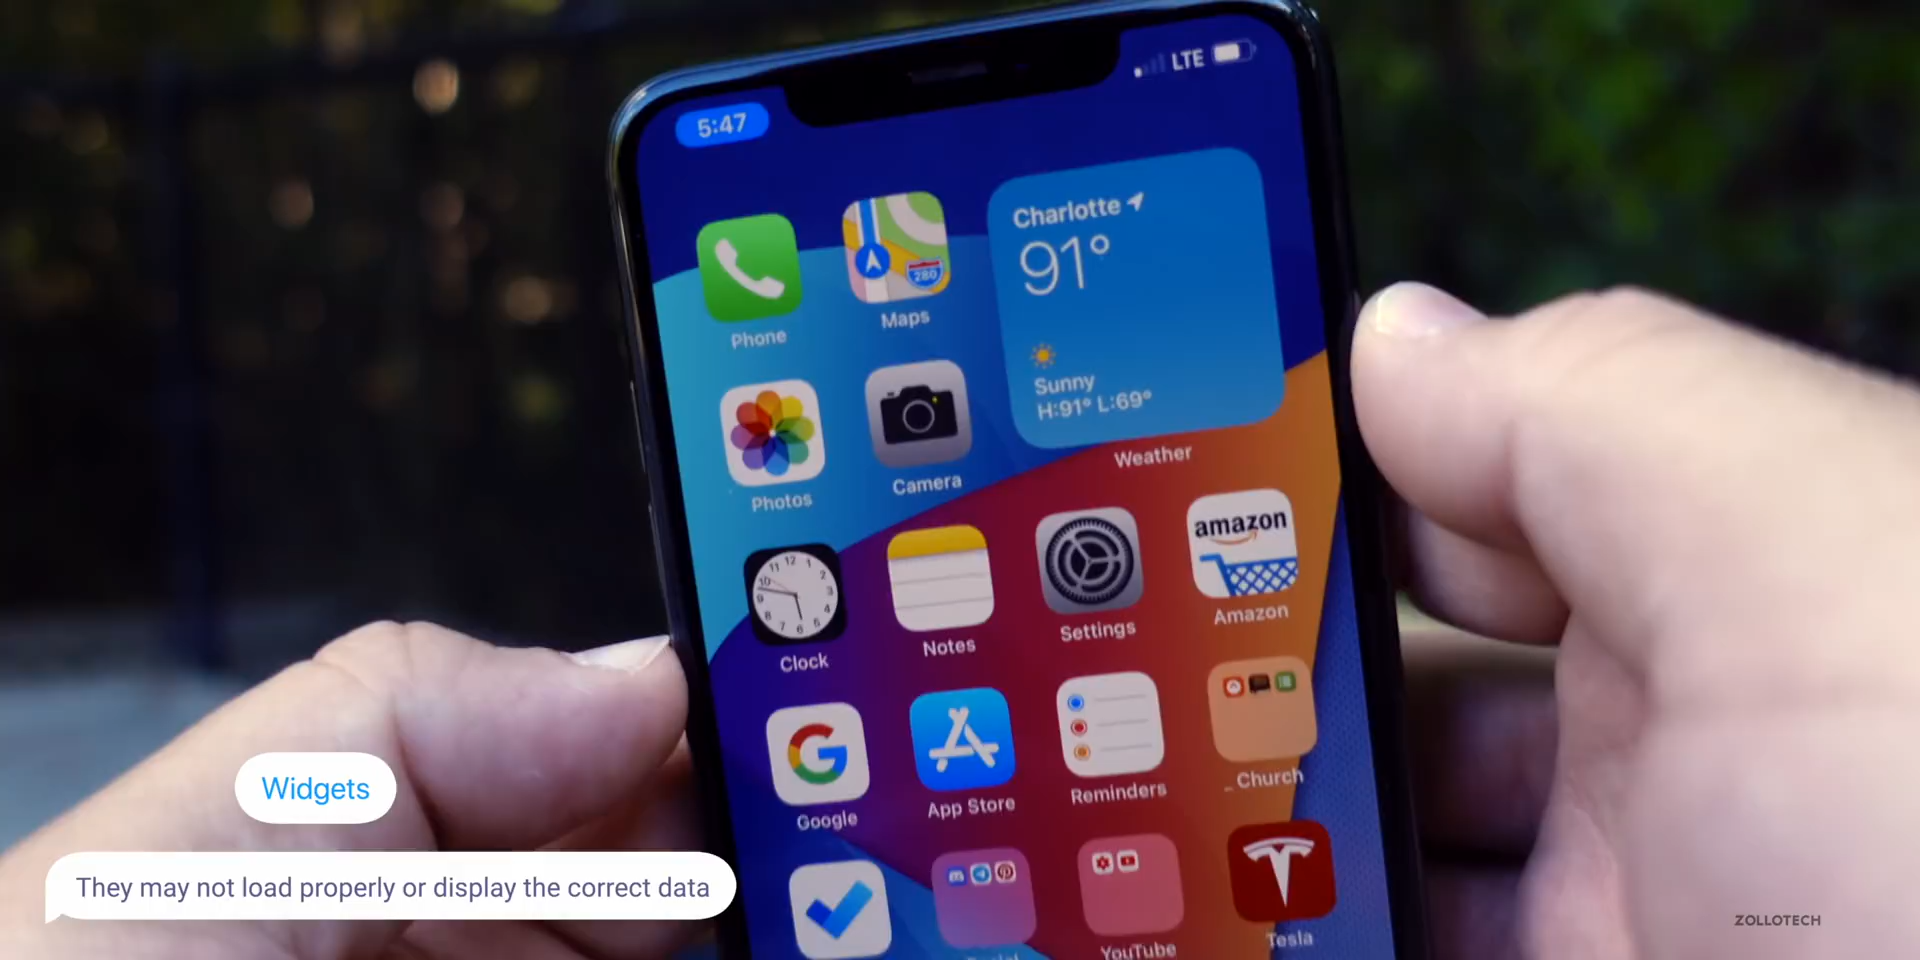 5:47
LTE
Charlotte
91°
Sunny
H:91° L:69°
Weather
Phone
Maps
280
Photos
Camera
Clock
Notes
Settings
amazon
Amazon
Google
App Store
Reminders
_ Church
YouTube
Tesla
Widgets
They may not load properly or display the correct data
ZOLLOTECH